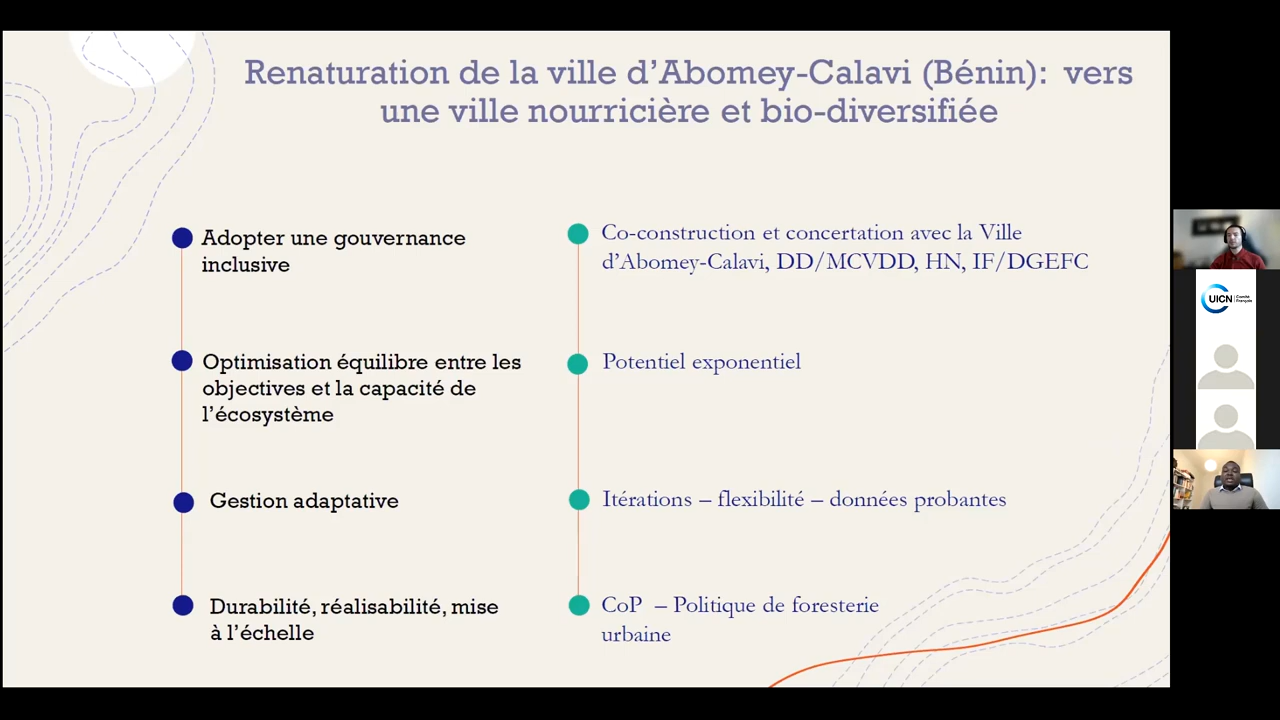 Renaturation de la ville d'Abomey-Calavi (Bénin): vers
une ville nourricière et bio-diversifiée
Adopter une gouvernance
inclusive
Co-construction et concertation avec la Ville
d'Abomey-Calavi, DD/MCVDD, HN, IF/DGEFC
Optimisation équilibre entre les
objectives et la capacité de
l'écosystème
Potentiel exponentiel
Gestion adaptative
Itérations – flexibilité – données probantes
Durabilité, réalisabilité, mise
à l'échelle
CoP – Politique de foresterie
urbaine
UICN
Comité
Français